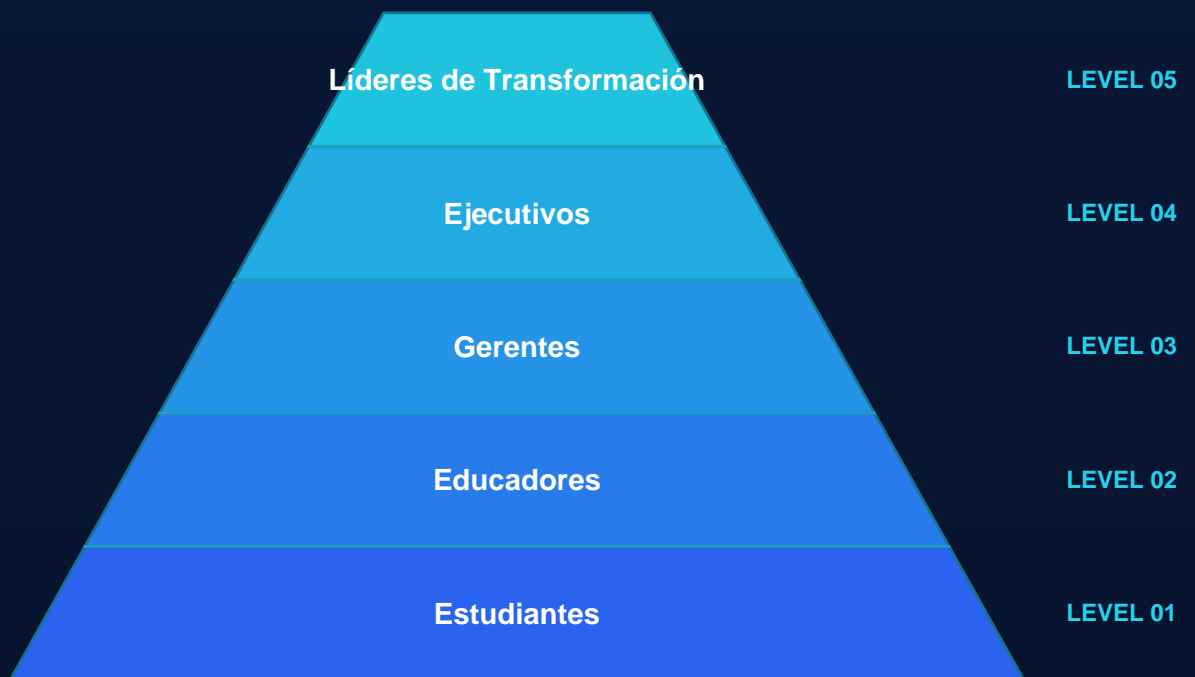 Líderes de Transformación LEVEL 05
Ejecutivos LEVEL 04
Gerentes LEVEL 03
Educadores LEVEL 02
Estudiantes LEVEL 01